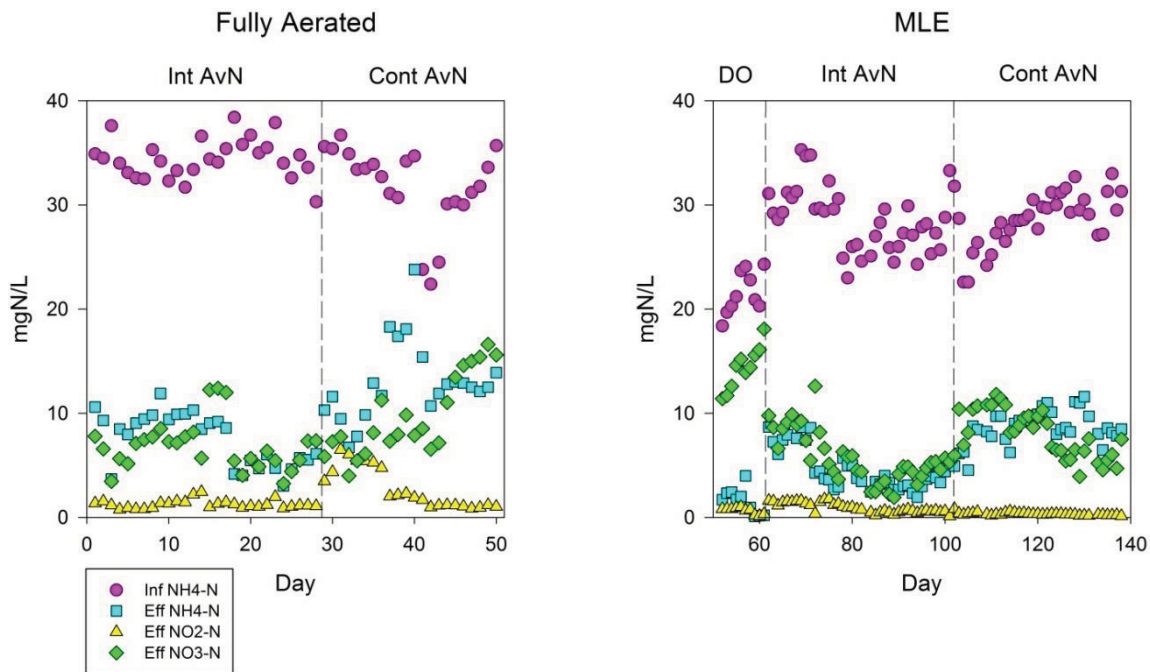 Fully Aerated
MLE
Int AvN
Cont AvN
DO
Int AvN
Cont AvN
40
30
20
10
0
mgN/L
0
10
20
30
40
50
Day
40
30
20
10
0
mgN/L
60
80
100
120
140
Day
Inf NH4-N
Eff NH4-N
Eff NO2-N
Eff NO3-N